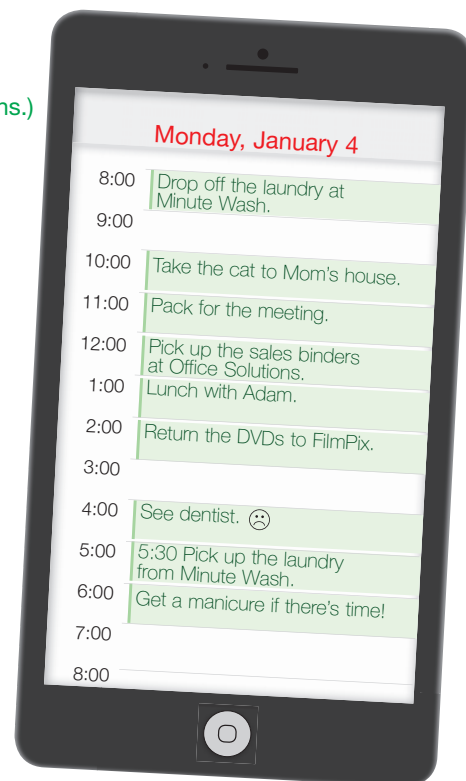 ns.)
Monday, January 4
8:00 Drop off the laundry at
Minute Wash.
9:00
10:00 Take the cat to Mom's house.
11:00 Pack for the meeting.
12:00 Pick up the sales binders
at Office Solutions.
1:00 Lunch with Adam.
2:00 Return the DVDs to FilmPix.
3:00
4:00 See dentist. ☹
5:00 5:30 Pick up the laundry
from Minute Wash.
6:00 Get a manicure if there's time!
7:00
8:00